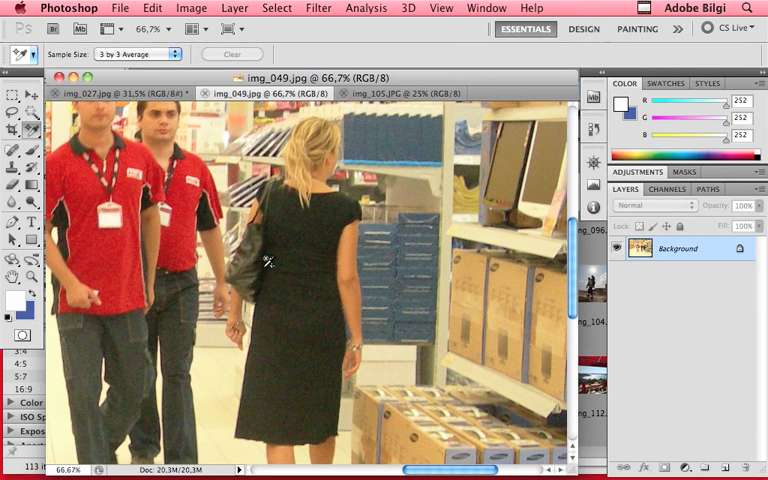 Photoshop File Edit Image Layer Select Filter Analysis 3D View Window Help Adobe Bilgi
Ps Br Mb 66,7% ESSENTIALS DESIGN PAINTING CS Live
Sample Size: 3 by 3 Average Clear
img_049.jpg @ 66,7% (RGB/8)
img_027.jpg @ 31,5% (RGB/8#) * img_049.jpg @ 66,7% (RGB/8) img_105.JPG @ 25% (RGB/8)
COLOR SWATCHES STYLES
R 252
G 252
B 252
ADJUSTMENTS MASKS
LAYERS CHANNELS PATHS
Normal Opacity: 100%
Lock: Fill: 100%
Background
ng_096.
ng_104.
ng_112.
3:4
4:5
5:7
16:9
Color
ISO Sp
Expos
113 it
66,67% Doc: 20,3M/20,3M